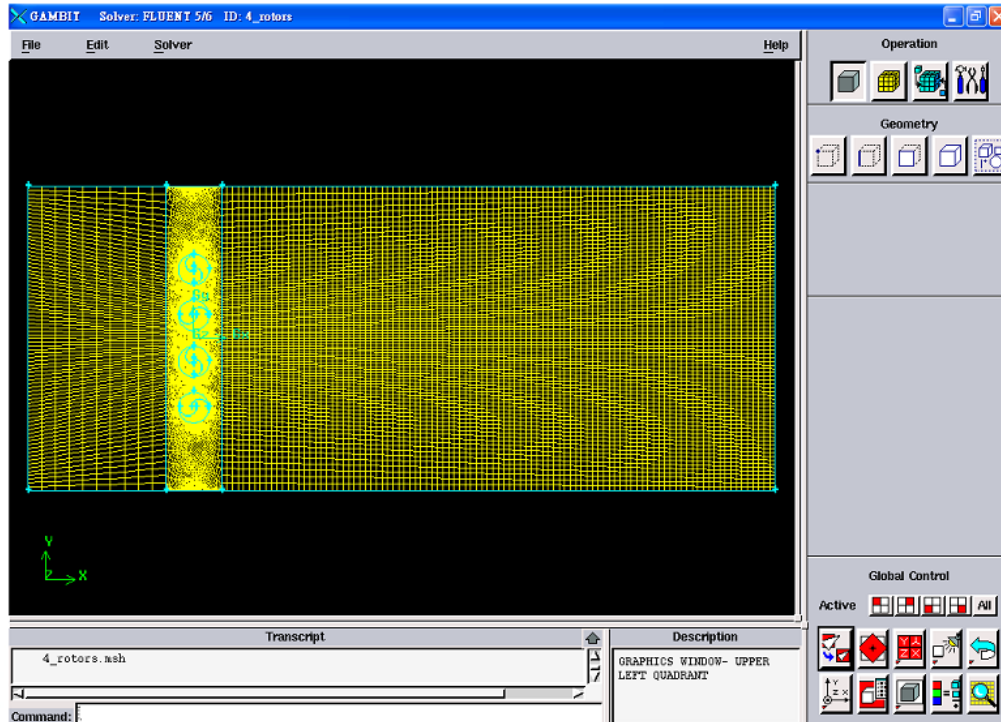 GAMBIT Solver: FLUENT 5/6 ID: 4_rotors
File Edit Solver Help
Operation
Geometry
Y
Z X
Global Control
Active All
Transcript
4_rotors.msh
Description
GRAPHICS WINDOW- UPPER
LEFT QUADRANT
Command: